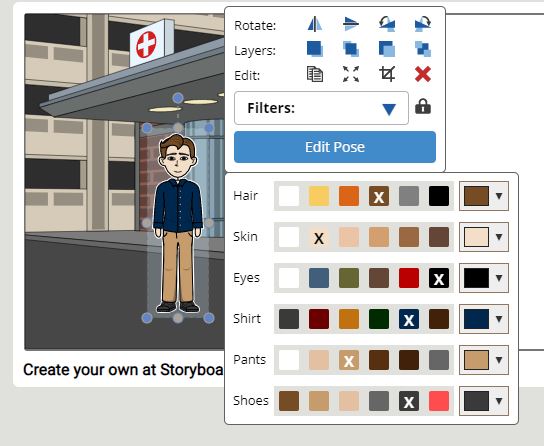 Rotate:
Layers:
Edit:
Filters:
Edit Pose
Hair
X
Skin
X
Eyes
X
Shirt
X
Pants
X
Shoes
X
Create your own at Storyboa